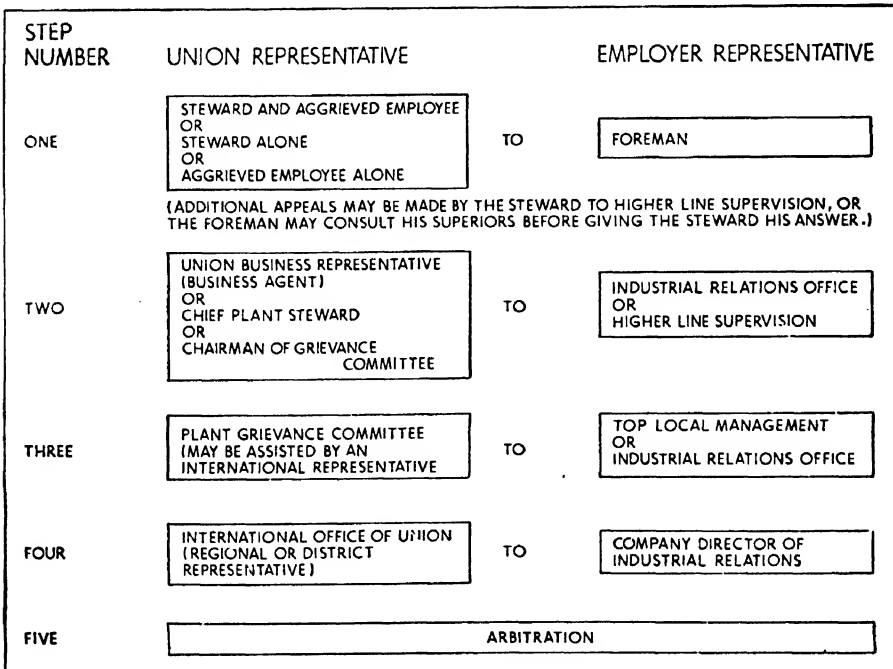 STEP
NUMBER UNION REPRESENTATIVE EMPLOYER REPRESENTATIVE
ONE
STEWARD AND AGGRIEVED EMPLOYEE
OR
STEWARD ALONE
OR
AGGRIEVED EMPLOYEE ALONE
TO
FOREMAN
(ADDITIONAL APPEALS MAY BE MADE BY THE STEWARD TO HIGHER LINE SUPERVISION, OR
THE FOREMAN MAY CONSULT HIS SUPERIORS BEFORE GIVING THE STEWARD HIS ANSWER.)
TWO
UNION BUSINESS REPRESENTATIVE
(BUSINESS AGENT)
OR
CHIEF PLANT STEWARD
OR
CHAIRMAN OF GRIEVANCE
COMMITTEE
TO
INDUSTRIAL RELATIONS OFFICE
OR
HIGHER LINE SUPERVISION
THREE
PLANT GRIEVANCE COMMITTEE
(MAY BE ASSISTED BY AN
INTERNATIONAL REPRESENTATIVE
TO
TOP LOCAL MANAGEMENT
OR
INDUSTRIAL RELATIONS OFFICE
FOUR
INTERNATIONAL OFFICE OF UNION
(REGIONAL OR DISTRICT
REPRESENTATIVE)
TO
COMPANY DIRECTOR OF
INDUSTRIAL RELATIONS
FIVE
ARBITRATION